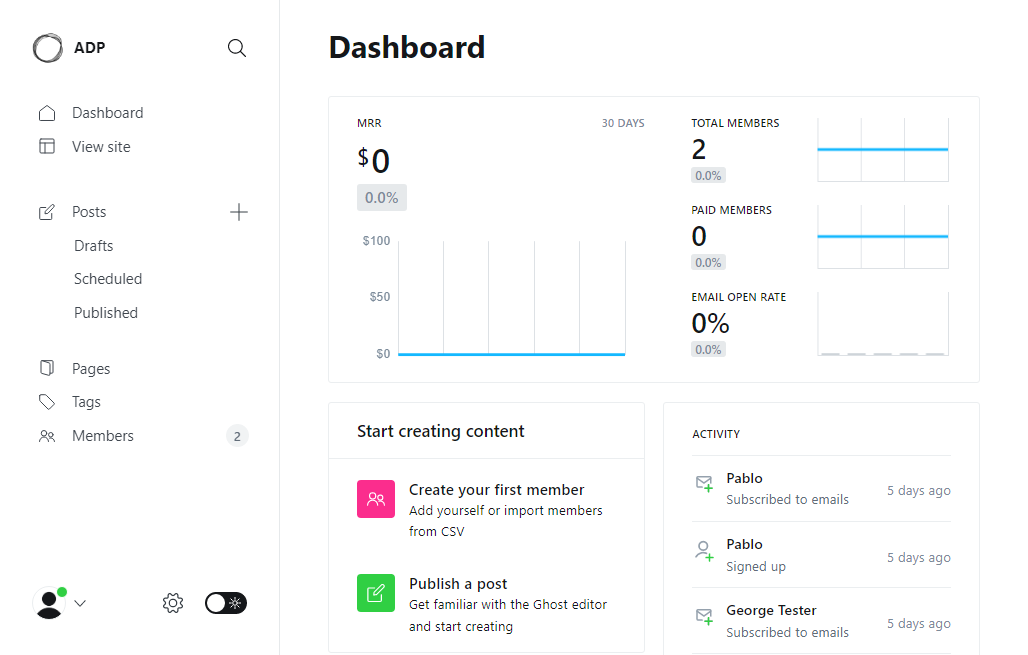 ADP
Dashboard
View site
Posts
Drafts
Scheduled
Published
Pages
Tags
Members
2
Dashboard
MRR
30 DAYS
$0
0.0%
$100
$50
$0
TOTAL MEMBERS
2
0.0%
PAID MEMBERS
0
0.0%
EMAIL OPEN RATE
0%
0.0%
Start creating content
Create your first member
Add yourself or import members
from CSV
Publish a post
Get familiar with the Ghost editor
and start creating
ACTIVITY
Pablo
Subscribed to emails
5 days ago
Pablo
Signed up
5 days ago
George Tester
Subscribed to emails
5 days ago